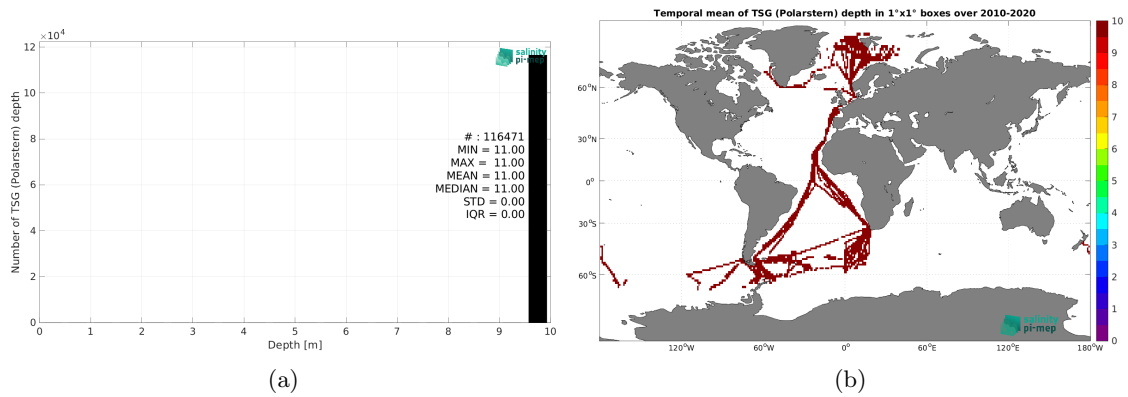 ×10⁴
12
10
8
6
4
2
0
Number of TSG (Polarstern) depth
salinity
pi-mep
# : 116471
MIN = 11.00
MAX = 11.00
MEAN = 11.00
MEDIAN = 11.00
STD = 0.00
IQR = 0.00
0 1 2 3 4 5 6 7 8 9 10
Depth [m]
(a)
Temporal mean of TSG (Polarstern) depth in 1°x1° boxes over 2010-2020
60°N
30°N
0°
30°S
60°S
120°W 60°W 0° 60°E 120°E 180°W
salinity
pi-mep
10
9
8
7
6
5
4
3
2
1
0
(b)